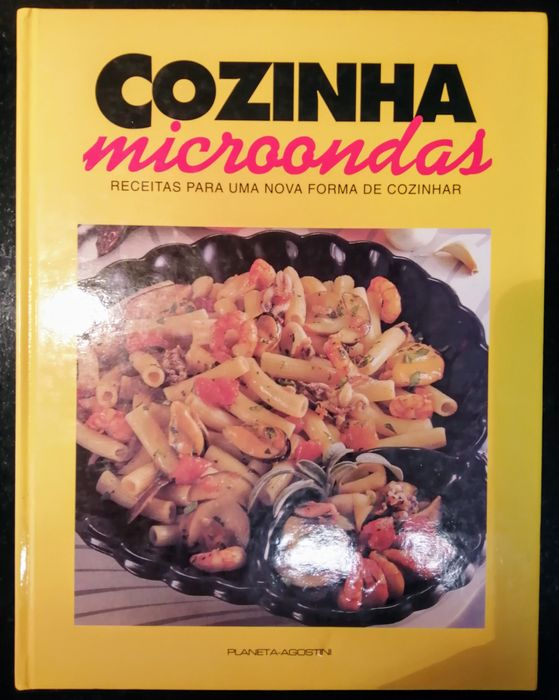 COZINHA
microondas
RECEITAS PARA UMA NOVA FORMA DE COZINHAR
PLANETA-AGOSTINI